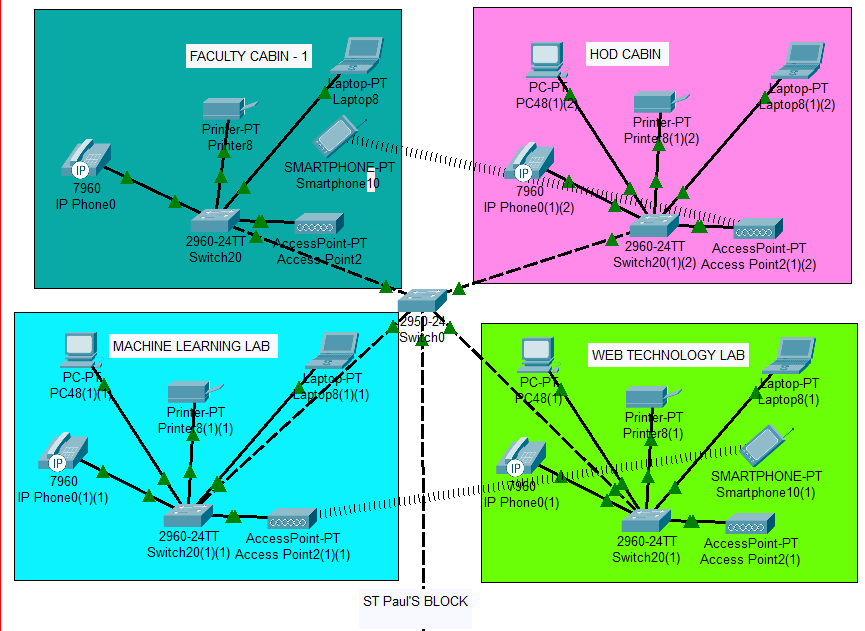 FACULTY CABIN - 1
Laptop-PT
Laptop8
Printer-PT
Printer8
SMARTPHONE-PT
Smartphone10
IP
7960
IP Phone0
2960-24TT
Switch20
AccessPoint-PT
Access Point2
HOD CABIN
PC-PT
PC48(1)(2)
Laptop-PT
Laptop8(1)(2)
Printer-PT
Printer8(1)(2)
IP
7960
IP Phone0(1)(2)
2960-24TT
Switch20(1)(2)
AccessPoint-PT
Access Point2(1)(2)
2950-24
Switch0
MACHINE LEARNING LAB
PC-PT
PC48(1)(1)
Laptop-PT
Laptop8(1)(1)
Printer-PT
Printer8(1)(1)
IP
7960
IP Phone0(1)(1)
2960-24TT
Switch20(1)(1)
AccessPoint-PT
Access Point2(1)(1)
WEB TECHNOLOGY LAB
PC-PT
PC48(1)
Laptop-PT
Laptop8(1)
Printer-PT
Printer8(1)
IP
7960
IP Phone0(1)
SMARTPHONE-PT
Smartphone10(1)
2960-24TT
Switch20(1)
AccessPoint-PT
Access Point2(1)
ST Paul'S BLOCK